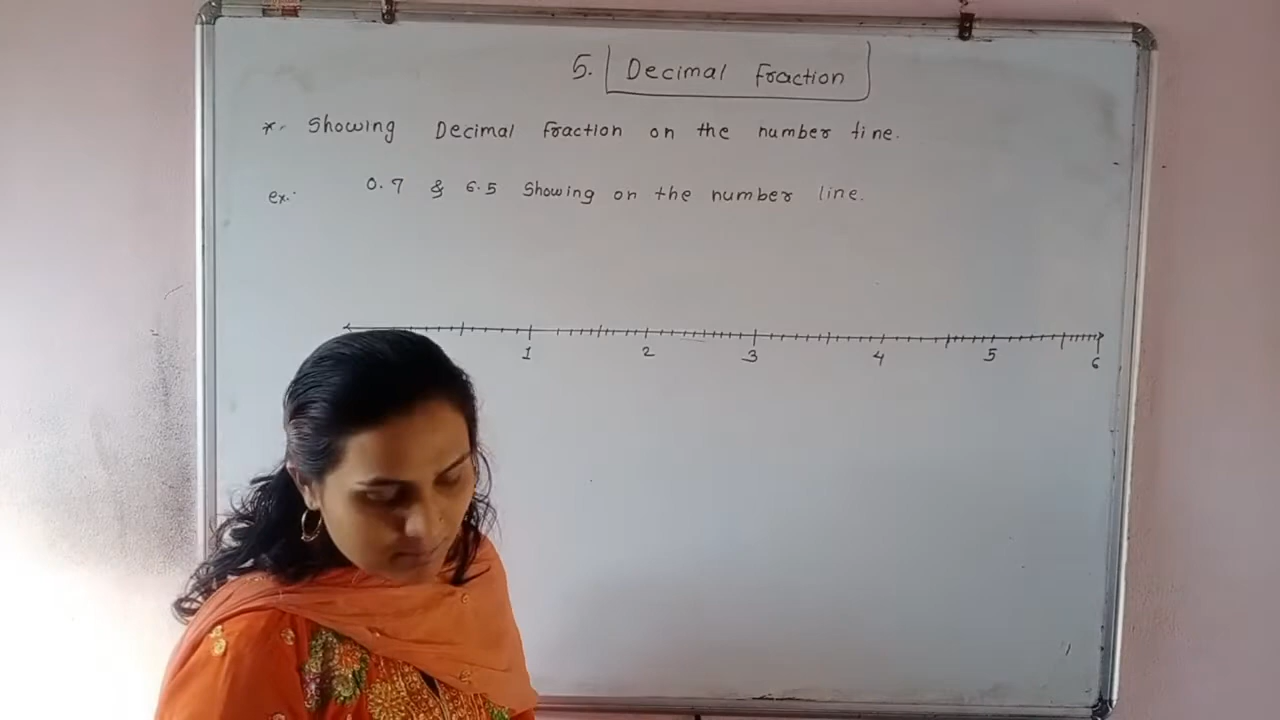 5. Decimal Fraction
* Showing Decimal Fraction on the number line.
ex:- 0.7 & 6.5 Showing on the number line.
1 2 3 4 5 6